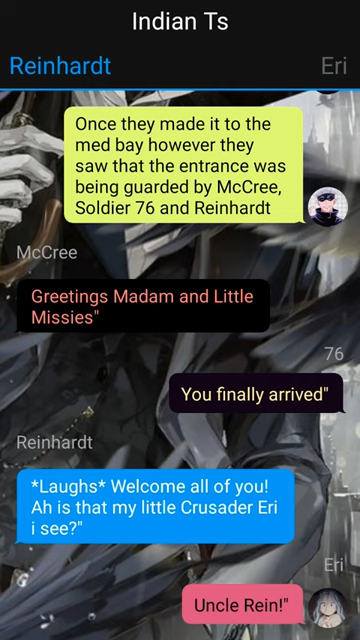 Indian Ts
Reinhardt
Eri
Once they made it to the
med bay however they
saw that the entrance was
being guarded by McCree,
Soldier 76 and Reinhardt
McCree
Greetings Madam and Little
Missies"
76
You finally arrived"
Reinhardt
*Laughs* Welcome all of you!
Ah is that my little Crusader Eri
i see?"
Eri
Uncle Rein!"